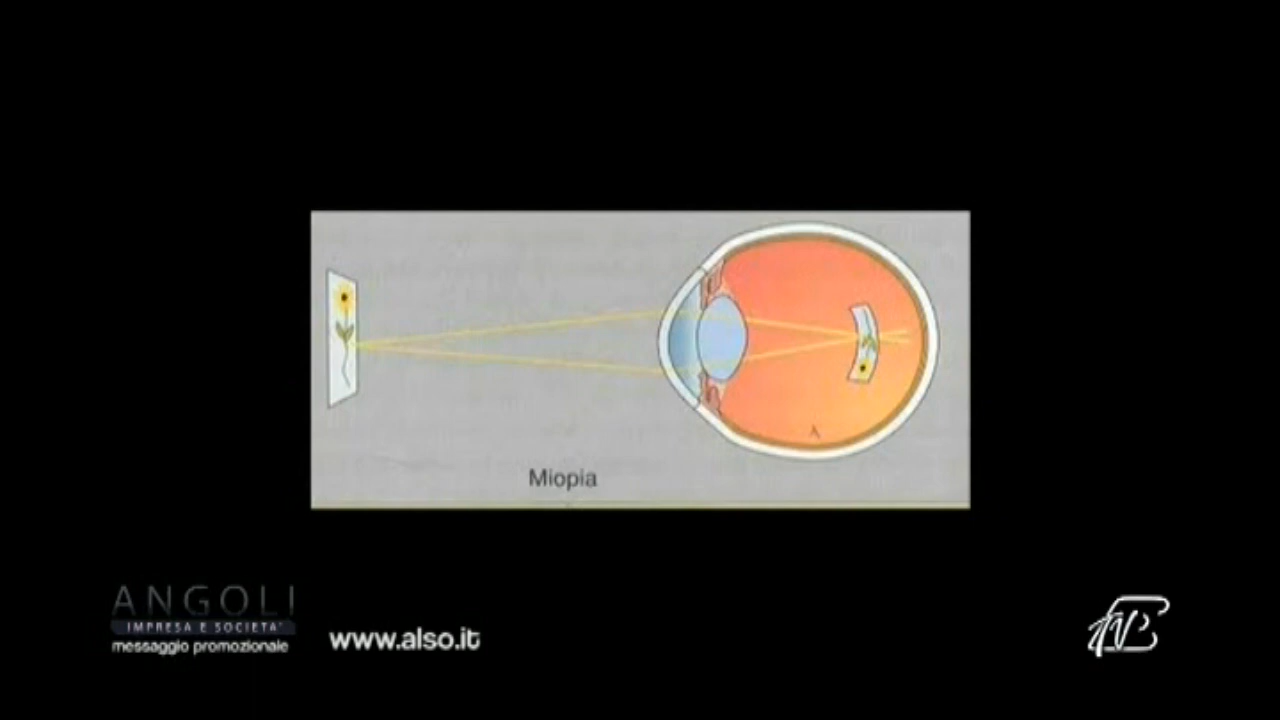 Miopia
ANGOLI
IMPRESA E SOCIETA'
messaggio promozionale
www.also.it